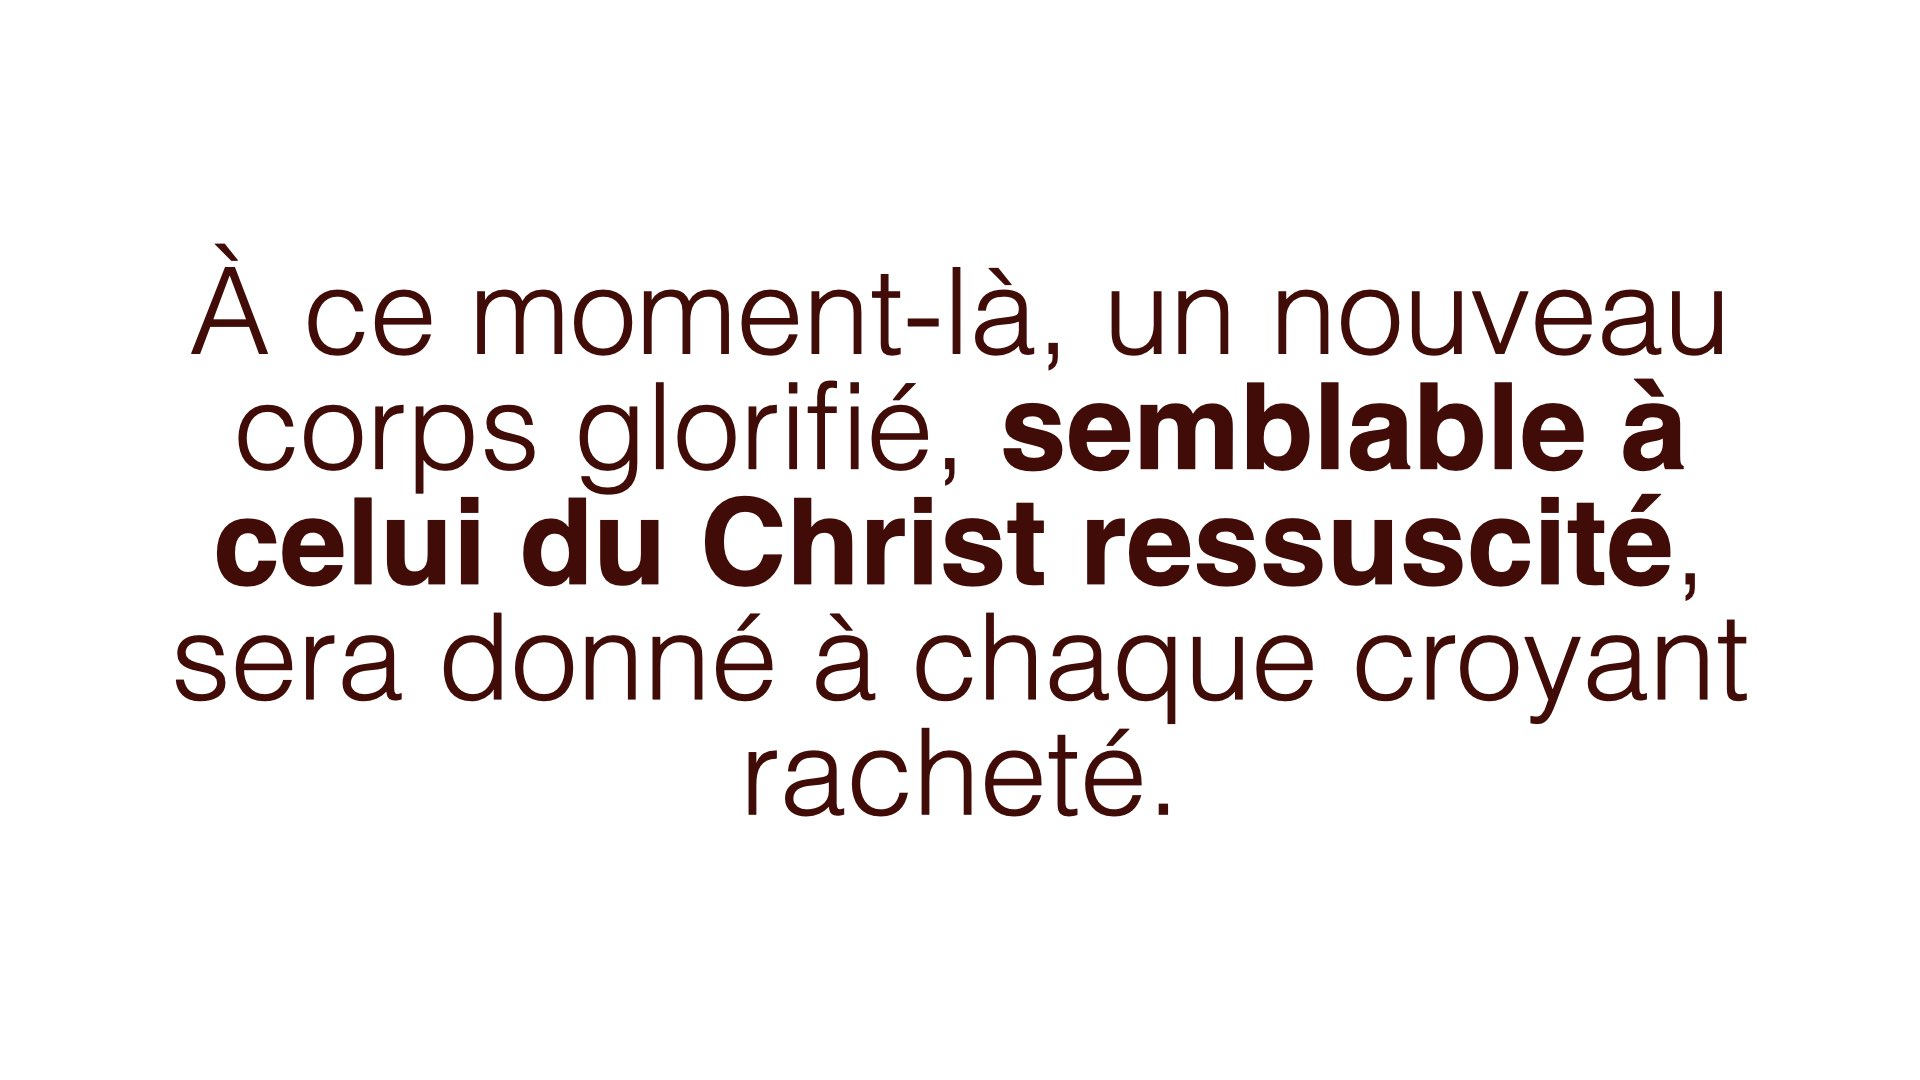 À ce moment-là, un nouveau
corps glorifié, semblable à
celui du Christ ressuscité,
sera donné à chaque croyant
racheté.